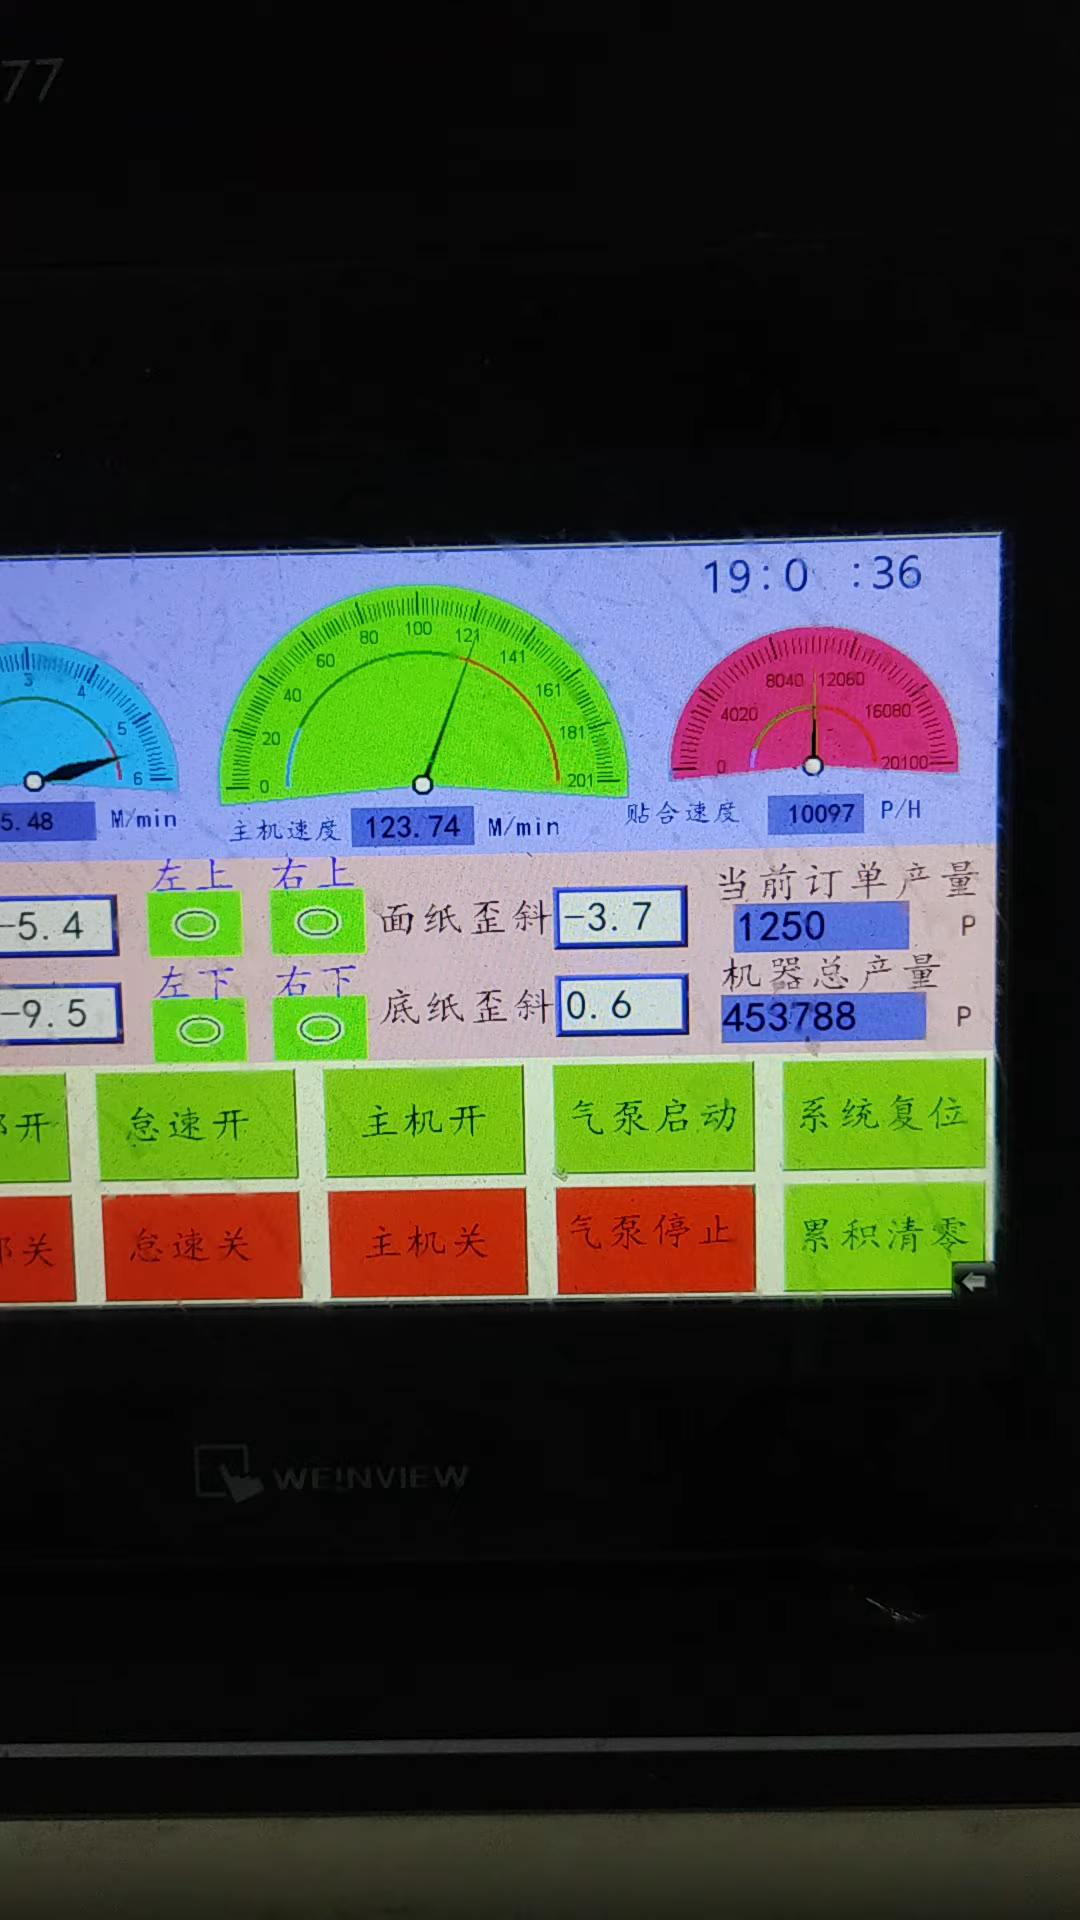 77
19:0 :36
3
4
5
6
0
20
40
60
80
100
121
141
161
181
201
0
4020
8040
12060
16080
20100
5.48 M/min
主机速度 123.74 M/min
贴合速度 10097 P/H
左上 右上
-5.4
面纸歪斜 -3.7
当前订单产量
1250 P
左下 右下
-9.5
底纸歪斜 0.6
机器总产量
453788 P
开 怠速开 主机开 气泵启动 系统复位
关 怠速关 主机关 气泵停止 累积清零
WEINVIEW